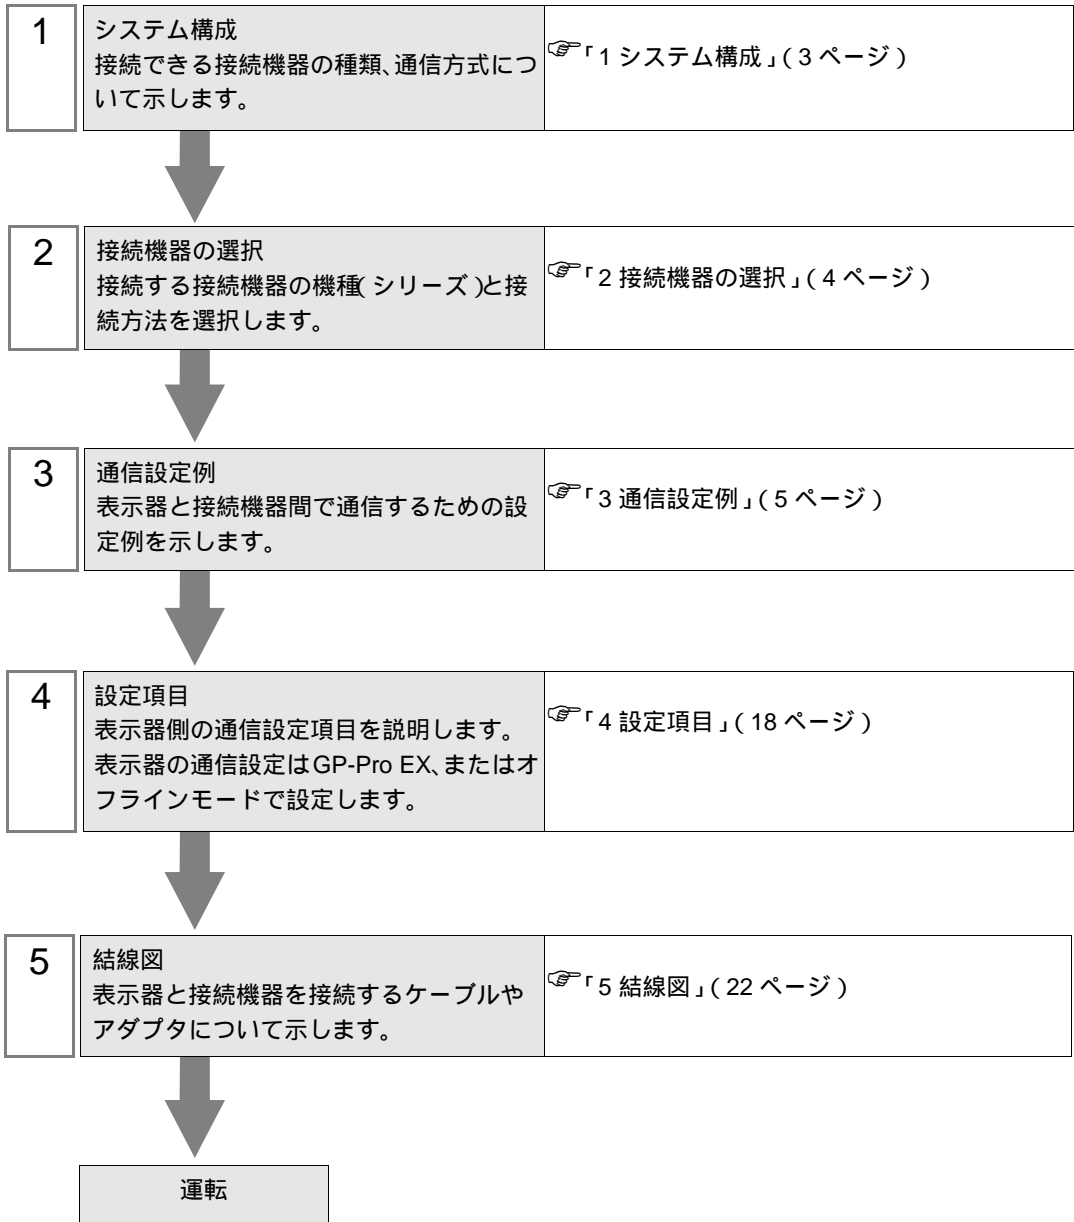 1
システム構成
接続できる接続機器の種類、通信方式につ
いて示します。
☞「1 システム構成」(3 ページ)
2
接続機器の選択
接続する接続機器の機種(シリーズ)と接
続方法を選択します。
☞「2 接続機器の選択」(4 ページ)
3
通信設定例
表示器と接続機器間で通信するための設
定例を示します。
☞「3 通信設定例」(5 ページ)
4
設定項目
表示器側の通信設定項目を説明します。
表示器の通信設定はGP-Pro EX、またはオ
フラインモードで設定します。
☞「4 設定項目」(18 ページ)
5
結線図
表示器と接続機器を接続するケーブルや
アダプタについて示します。
☞「5 結線図」(22 ページ)
運転